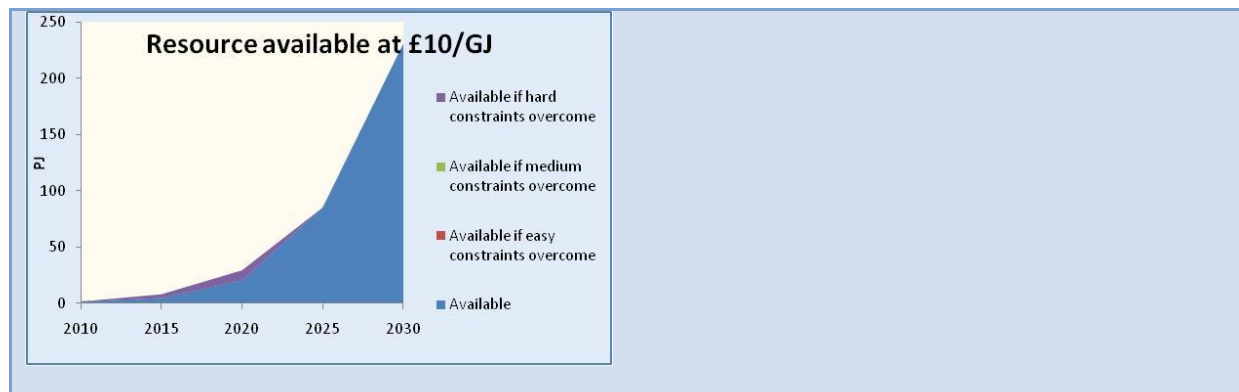 Resource available at £10/GJ
250
200
150
100
50
0
PJ
2010 2015 2020 2025 2030
Available if hard
constraints overcome
Available if medium
constraints overcome
Available if easy
constraints overcome
Available